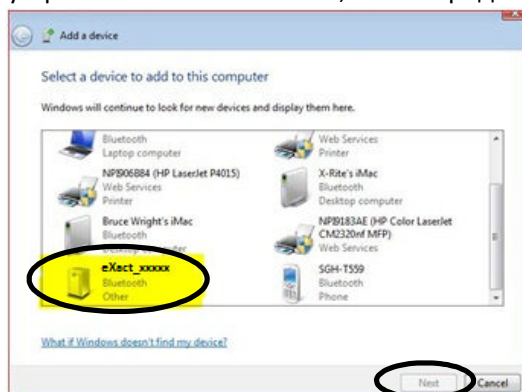 Add a device
Select a device to add to this computer
Windows will continue to look for new devices and display them here.
Bluetooth
Laptop computer
Web Services
Printer
NPI906B84 (HP LaserJet P4015)
Web Services
Printer
X-Rite's iMac
Bluetooth
Desktop computer
Bruce Wright's iMac
Bluetooth
Desktop computer
NPI9183AE (HP Color LaserJet
CM2320nf MFP)
Web Services
eXact_xxxxx
Bluetooth
Other
SGH-T559
Bluetooth
Phone
What if Windows doesn't find my device?
Next
Cancel